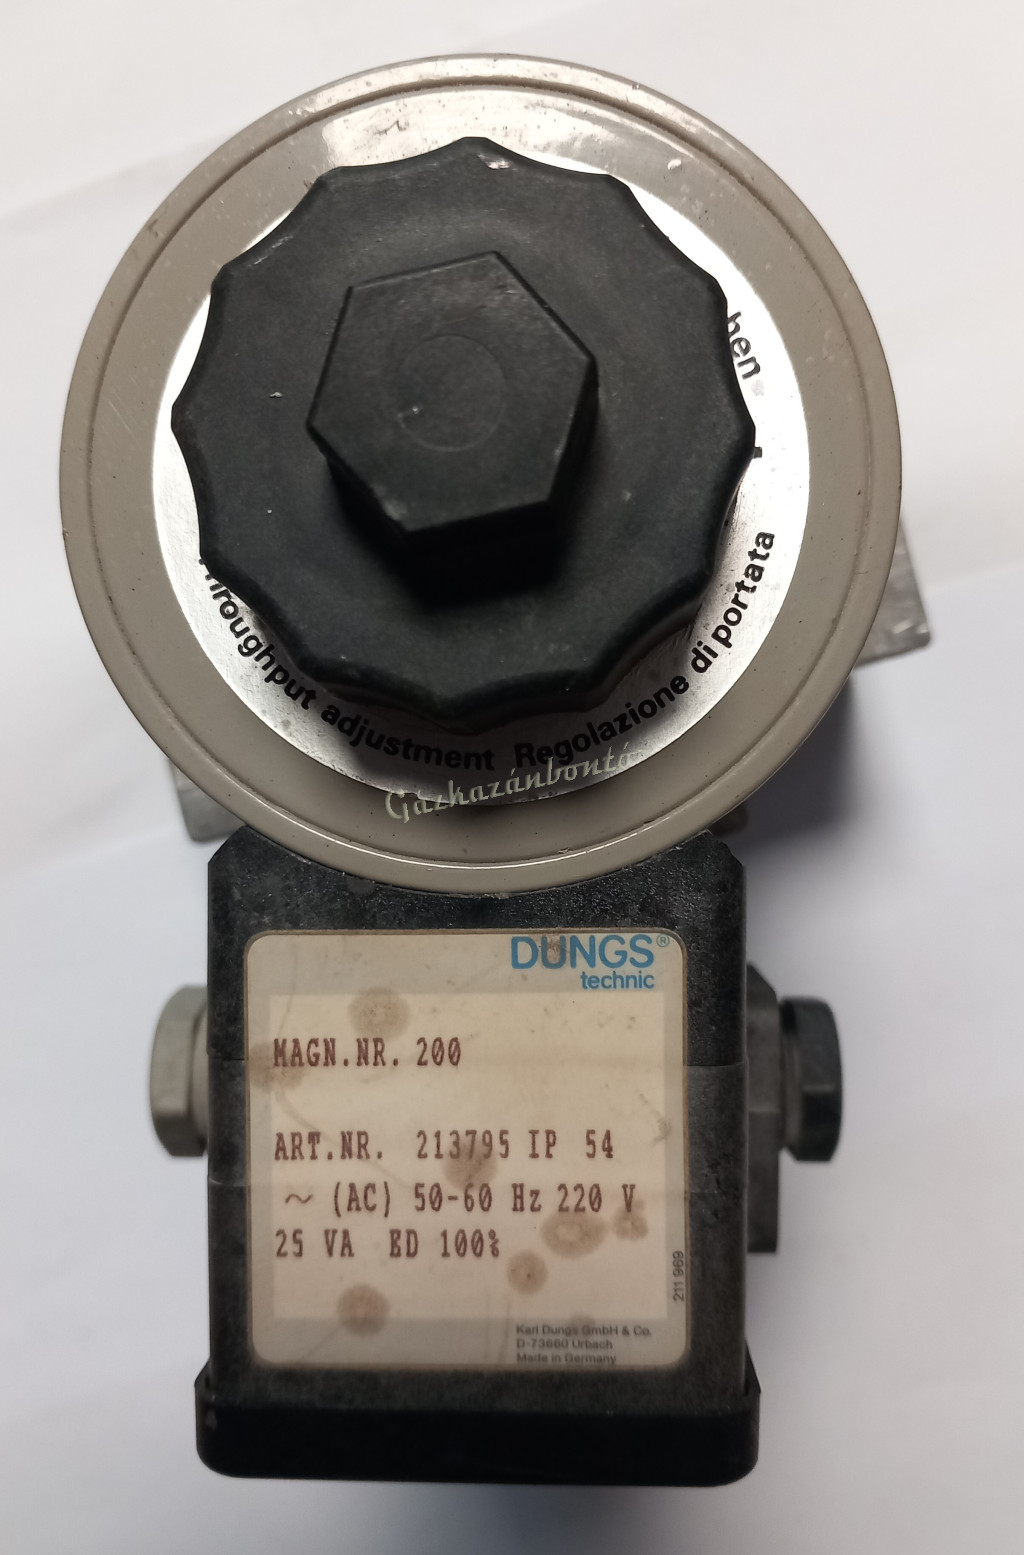 hen
Throughput adjustment Regolazione di portata
Gázkazánbontó
DUNGS®
technic
MAGN.NR. 200
ART.NR. 213795 IP 54
~ (AC) 50-60 Hz 220 V
25 VA ED 100%
211 969
Karl Dungs GmbH & Co.
D-73660 Urbach
Made in Germany